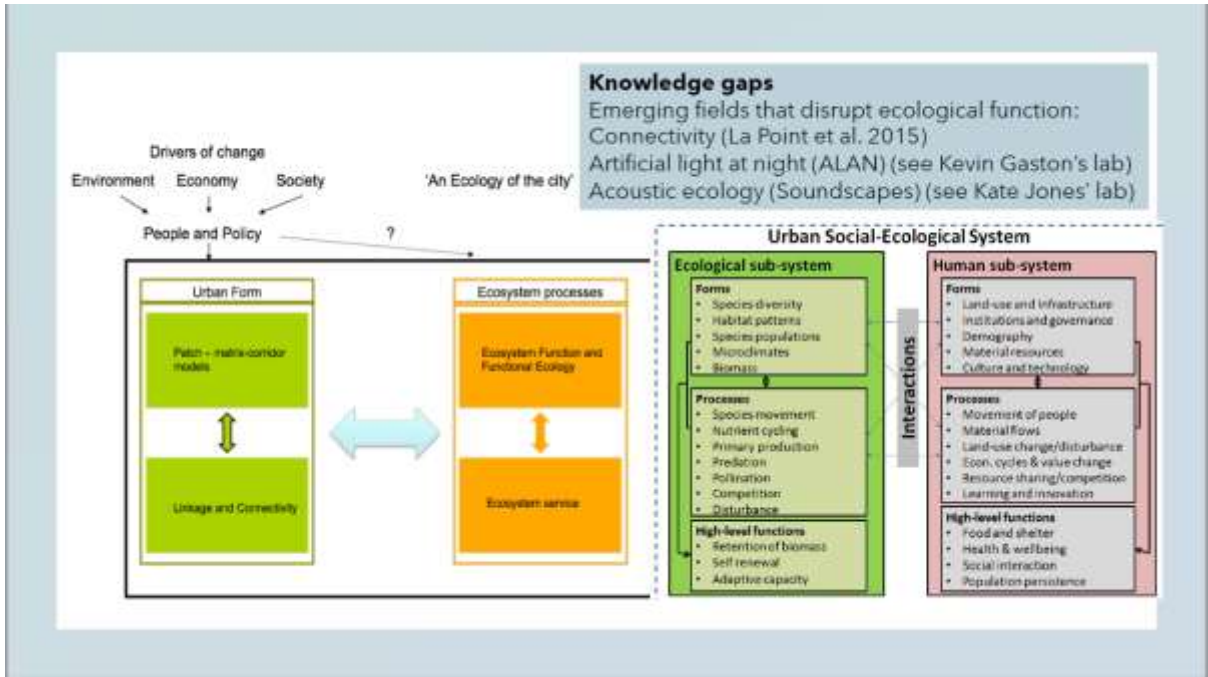 Knowledge gaps
Emerging fields that disrupt ecological function:
Connectivity (La Point et al. 2015)
Artificial light at night (ALAN) (see Kevin Gaston's lab)
Acoustic ecology (Soundscapes) (see Kate Jones' lab)
Drivers of change
Environment Economy Society
'An Ecology of the city'
People and Policy
?
Urban Form
Patch – matrix-corridor
models
Linkage and Connectivity
Ecosystem processes
Ecosystem Function and
Functional Ecology
Ecosystem service
Urban Social-Ecological System
Ecological sub-system
Forms
• Species diversity
• Habitat patterns
• Species populations
• Microclimates
• Biomass
Processes
• Species movement
• Nutrient cycling
• Primary production
• Predation
• Pollination
• Competition
• Disturbance
High-level functions
• Retention of biomass
• Self renewal
• Adaptive capacity
Interactions
Human sub-system
Forms
• Land-use and infrastructure
• Institutions and governance
• Demography
• Material resources
• Culture and technology
Processes
• Movement of people
• Material flows
• Land-use change/disturbance
• Econ. cycles & value change
• Resource sharing/competition
• Learning and innovation
High-level functions
• Food and shelter
• Health & wellbeing
• Social interaction
• Population persistence